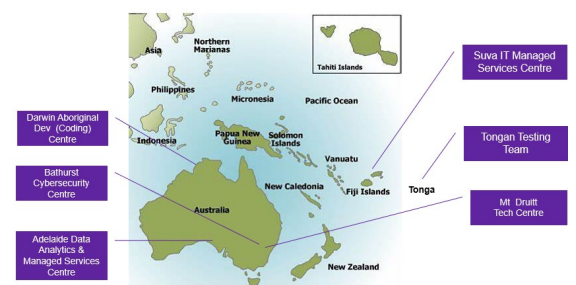 Northern
Marianas
Asia
Tahiti Islands
Philippines
Micronesia
Pacific Ocean
Indonesia
Papua New
Guinea
Solomon
Islands
Vanuatu
New Caledonia
Fiji Islands
Tonga
Australia
New Zealand
Darwin Aboriginal
Dev (Coding)
Centre
Bathurst
Cybersecurity
Centre
Adelaide Data
Analytics &
Managed Services
Centre
Suva IT Managed
Services Centre
Tongan Testing
Team
Mt Druitt
Tech Centre